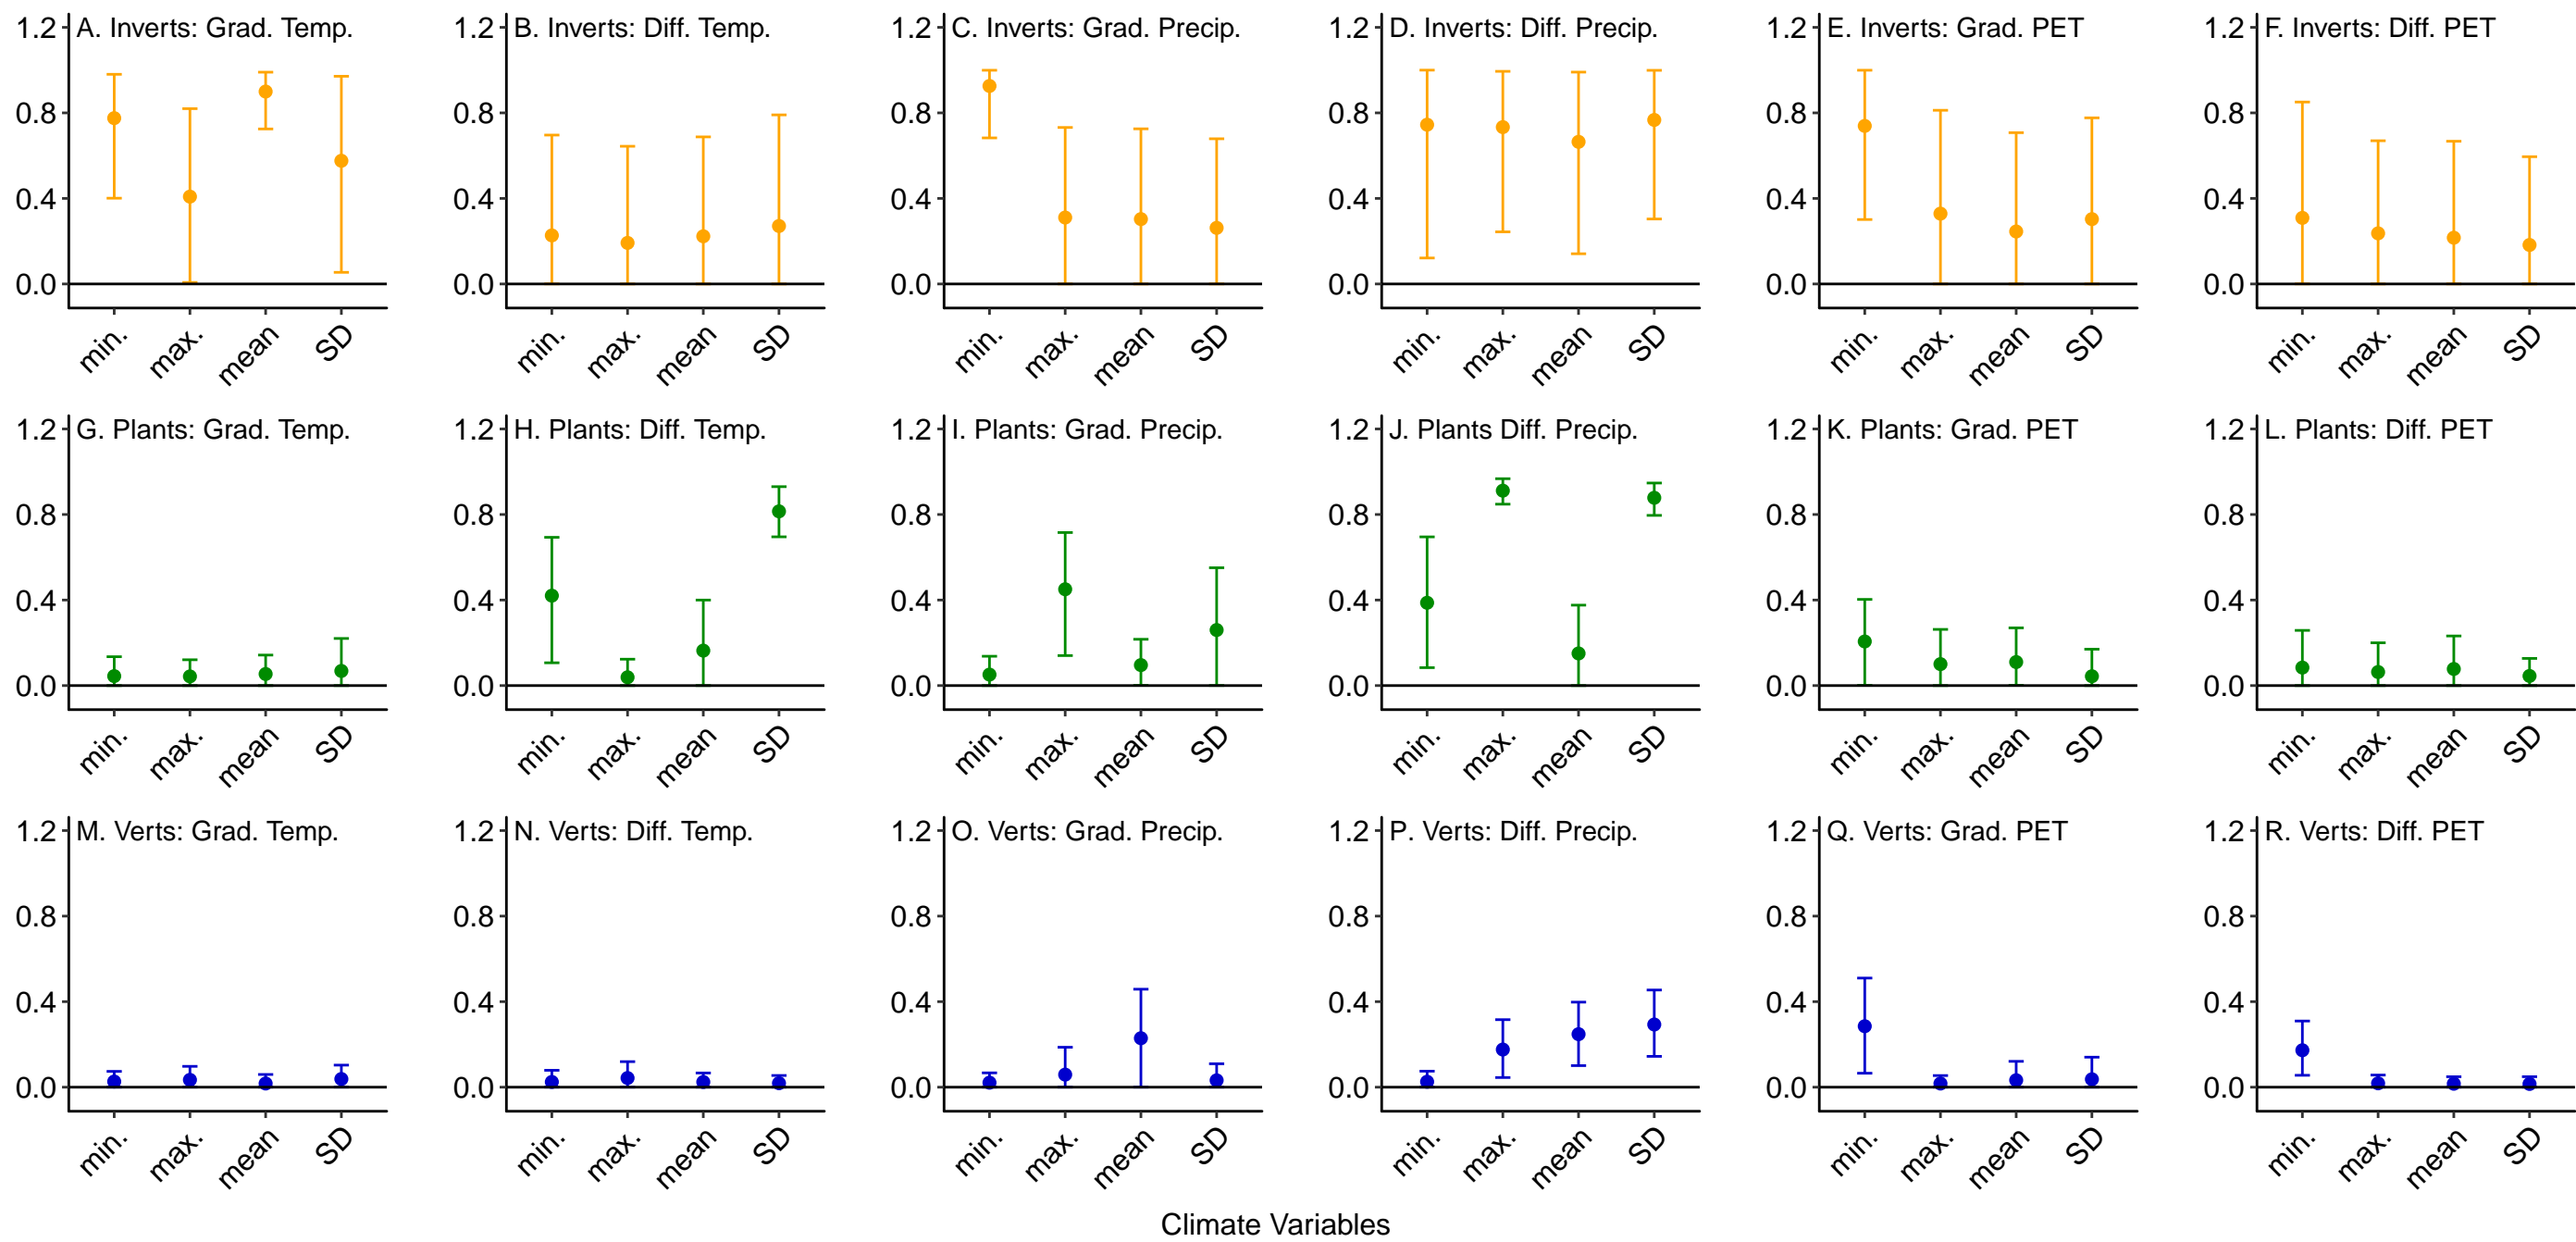 A. Inverts: Grad. Temp.
1.2
0.8
0.4
0.0
min.
max.
mean
SD
B. Inverts: Diff. Temp.
1.2
0.8
0.4
0.0
min.
max.
mean
SD
C. Inverts: Grad. Precip.
1.2
0.8
0.4
0.0
min.
max.
mean
SD
D. Inverts: Diff. Precip.
1.2
0.8
0.4
0.0
min.
max.
mean
SD
E. Inverts: Grad. PET
1.2
0.8
0.4
0.0
min.
max.
mean
SD
F. Inverts: Diff. PET
1.2
0.8
0.4
0.0
min.
max.
mean
SD
G. Plants: Grad. Temp.
1.2
0.8
0.4
0.0
min.
max.
mean
SD
H. Plants: Diff. Temp.
1.2
0.8
0.4
0.0
min.
max.
mean
SD
I. Plants: Grad. Precip.
1.2
0.8
0.4
0.0
min.
max.
mean
SD
J. Plants Diff. Precip.
1.2
0.8
0.4
0.0
min.
max.
mean
SD
K. Plants: Grad. PET
1.2
0.8
0.4
0.0
min.
max.
mean
SD
L. Plants: Diff. PET
1.2
0.8
0.4
0.0
min.
max.
mean
SD
M. Verts: Grad. Temp.
1.2
0.8
0.4
0.0
min.
max.
mean
SD
N. Verts: Diff. Temp.
1.2
0.8
0.4
0.0
min.
max.
mean
SD
O. Verts: Grad. Precip.
1.2
0.8
0.4
0.0
min.
max.
mean
SD
P. Verts: Diff. Precip.
1.2
0.8
0.4
0.0
min.
max.
mean
SD
Q. Verts: Grad. PET
1.2
0.8
0.4
0.0
min.
max.
mean
SD
R. Verts: Diff. PET
1.2
0.8
0.4
0.0
min.
max.
mean
SD
Climate Variables